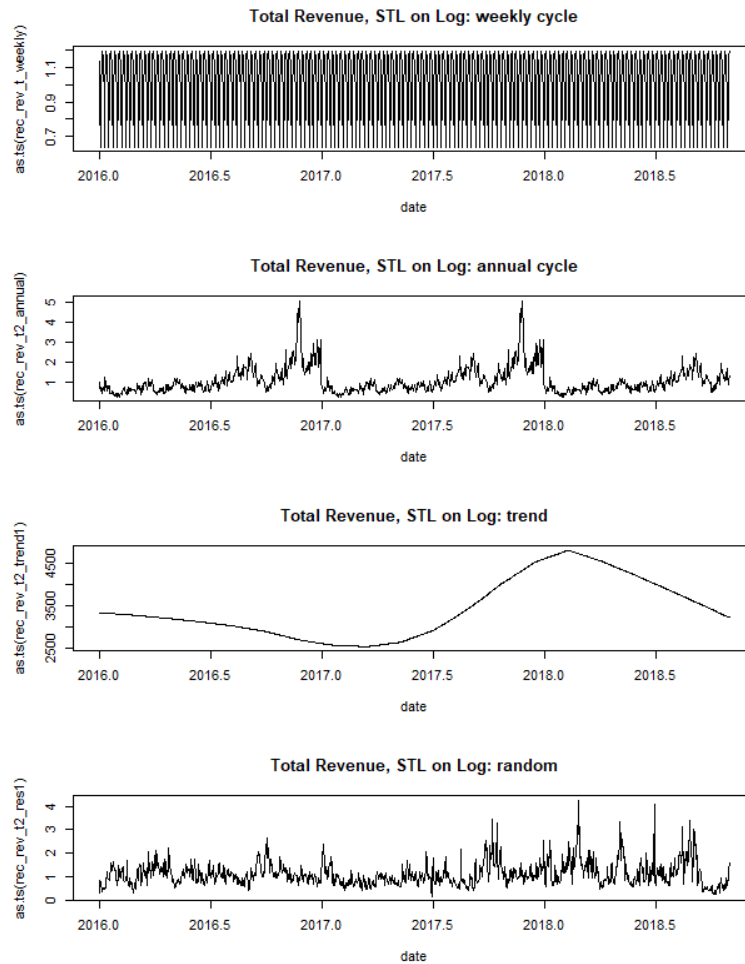 Total Revenue, STL on Log: weekly cycle
as.ts(rec_rev_t_weekly)
1.1
0.9
0.7
2016.0 2016.5 2017.0 2017.5 2018.0 2018.5
date
Total Revenue, STL on Log: annual cycle
as.ts(rec_rev_t2_annual)
5
4
3
2
1
2016.0 2016.5 2017.0 2017.5 2018.0 2018.5
date
Total Revenue, STL on Log: trend
as.ts(rec_rev_t2_trend1)
4500
3500
2500
2016.0 2016.5 2017.0 2017.5 2018.0 2018.5
date
Total Revenue, STL on Log: random
as.ts(rec_rev_t2_res1)
4
3
2
1
0
2016.0 2016.5 2017.0 2017.5 2018.0 2018.5
date